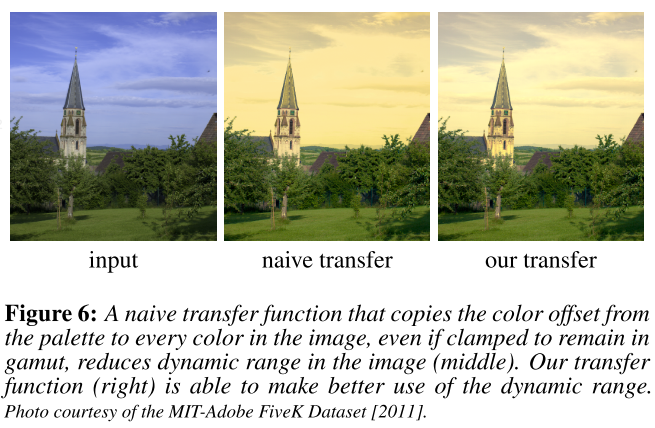 input
naive transfer
our transfer
Figure 6: A naive transfer function that copies the color offset from
the palette to every color in the image, even if clamped to remain in
gamut, reduces dynamic range in the image (middle). Our transfer
function (right) is able to make better use of the dynamic range.
Photo courtesy of the MIT-Adobe FiveK Dataset [2011].